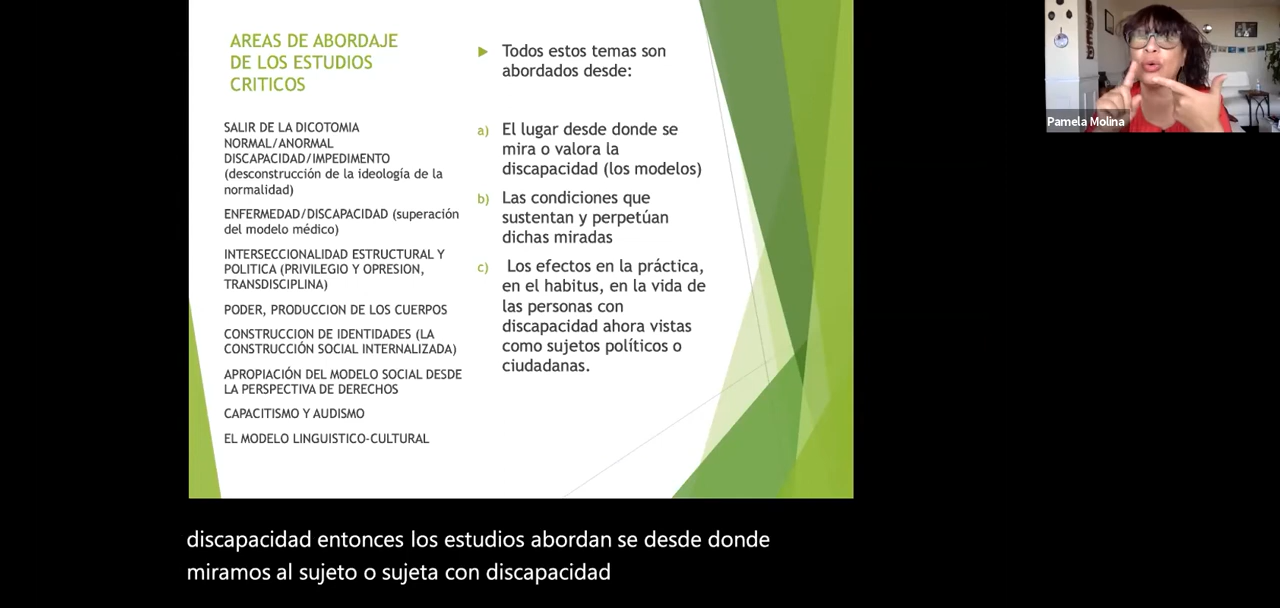 AREAS DE ABORDAJE
DE LOS ESTUDIOS
CRITICOS
SALIR DE LA DICOTOMIA
NORMAL/ANORMAL
DISCAPACIDAD/IMPEDIMENTO
(desconstrucción de la ideología de la
normalidad)
ENFERMEDAD/DISCAPACIDAD (superación
del modelo médico)
INTERSECCIONALIDAD ESTRUCTURAL Y
POLITICA (PRIVILEGIO Y OPRESION,
TRANSDISCIPLINA)
PODER, PRODUCCION DE LOS CUERPOS
CONSTRUCCION DE IDENTIDADES (LA
CONSTRUCCIÓN SOCIAL INTERNALIZADA)
APROPIACIÓN DEL MODELO SOCIAL DESDE
LA PERSPECTIVA DE DERECHOS
CAPACITISMO Y AUDISMO
EL MODELO LINGUISTICO-CULTURAL
Todos estos temas son
abordados desde:
a) El lugar desde donde se
mira o valora la
discapacidad (los modelos)
b) Las condiciones que
sustentan y perpetúan
dichas miradas
c) Los efectos en la práctica,
en el habitus, en la vida de
las personas con
discapacidad ahora vistas
como sujetos políticos o
ciudadanas.
Pamela Molina
discapacidad entonces los estudios abordan se desde donde
miramos al sujeto o sujeta con discapacidad